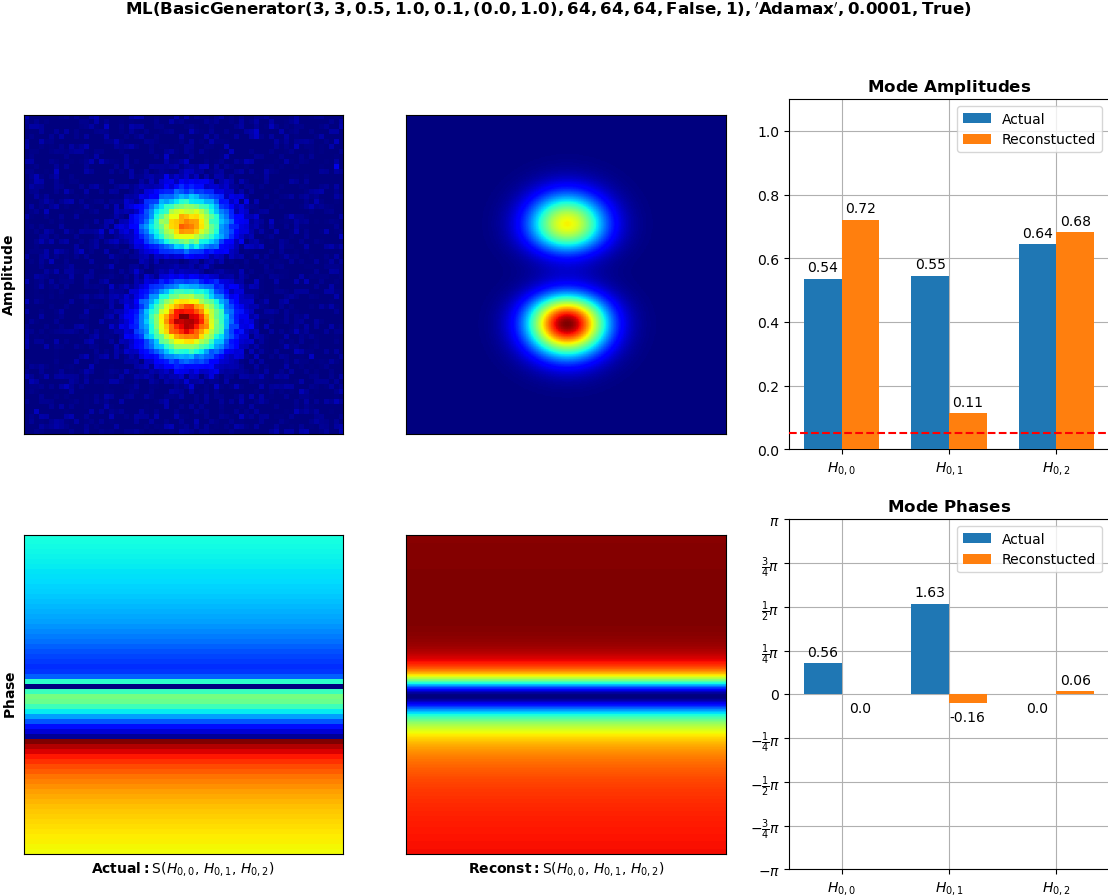 ML(BasicGenerator(3, 3, 0.5, 1.0, 0.1, (0.0, 1.0), 64, 64, 64, False, 1), 'Adamax', 0.0001, True)
Amplitude
Mode Amplitudes
Actual
Reconstucted
1.0
0.8
0.6
0.4
0.2
0.0
0.54
0.72
0.55
0.11
0.64
0.68
H0,0
H0,1
H0,2
Phase
Actual: S(H0,0, H0,1, H0,2)
Reconst: S(H0,0, H0,1, H0,2)
Mode Phases
Actual
Reconstucted
π
3/4π
1/2π
1/4π
0
−1/4π
−1/2π
−3/4π
−π
0.56
0.0
1.63
-0.16
0.0
0.06
H0,0
H0,1
H0,2